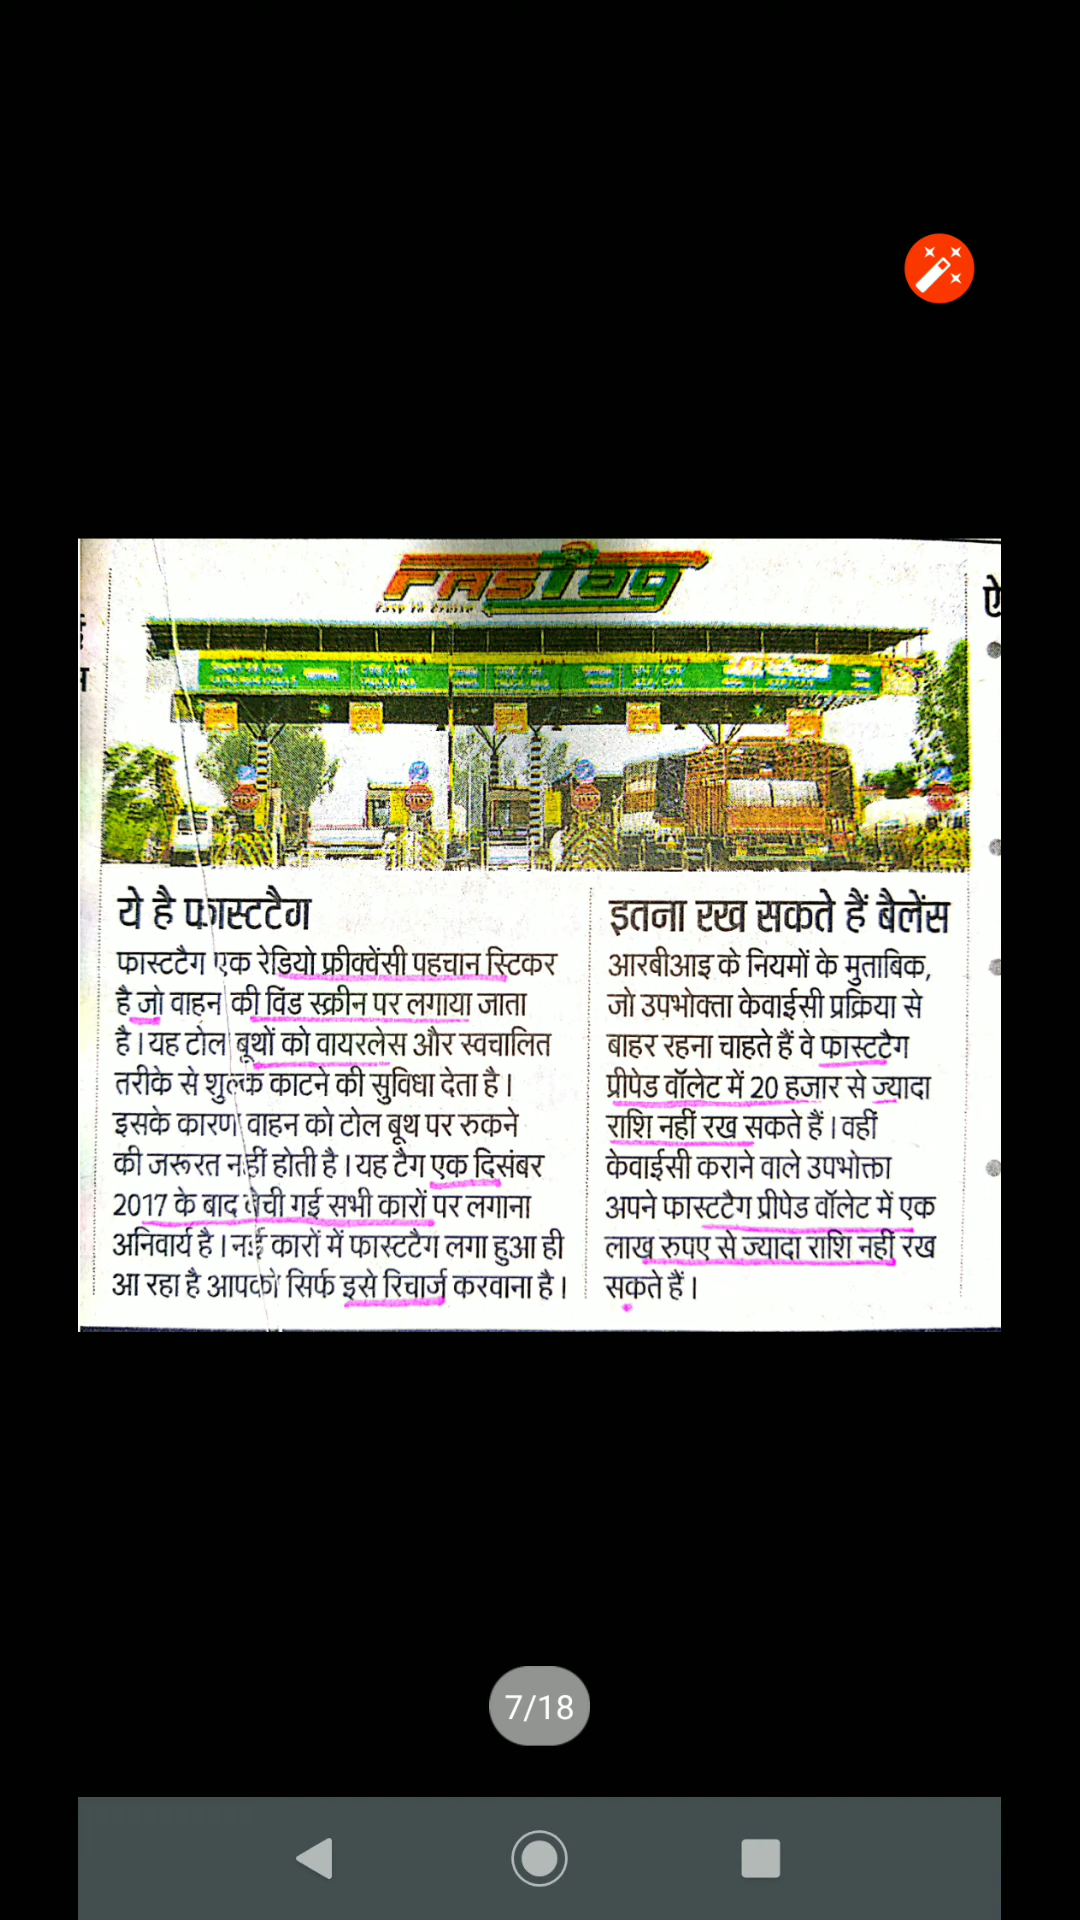 FASTag
ये है फास्टटैग
फास्टटैग एक रेडियो फ्रीक्वेंसी पहचान स्टिकर
है जो वाहन की विंड स्क्रीन पर लगाया जाता
है। यह टोल बूथों को वायरलेस और स्वचालित
तरीके से शुल्क काटने की सुविधा देता है।
इसके कारण वाहन को टोल बूथ पर रुकने
की जरूरत नहीं होती है। यह टैग एक दिसंबर
2017 के बाद बेची गई सभी कारों पर लगाना
अनिवार्य है। नई कारों में फास्टटैग लगा हुआ ही
आ रहा है आपको सिर्फ इसे रिचार्ज करवाना है।
इतना रख सकते हैं बैलेंस
आरबीआइ के नियमों के मुताबिक,
जो उपभोक्ता केवाईसी प्रक्रिया से
बाहर रहना चाहते हैं वे फास्टटैग
प्रीपेड वॉलेट में 20 हजार से ज्यादा
राशि नहीं रख सकते हैं। वहीं
केवाईसी कराने वाले उपभोक्ता
अपने फास्टटैग प्रीपेड वॉलेट में एक
लाख रुपए से ज्यादा राशि नहीं रख
सकते हैं।
7/18